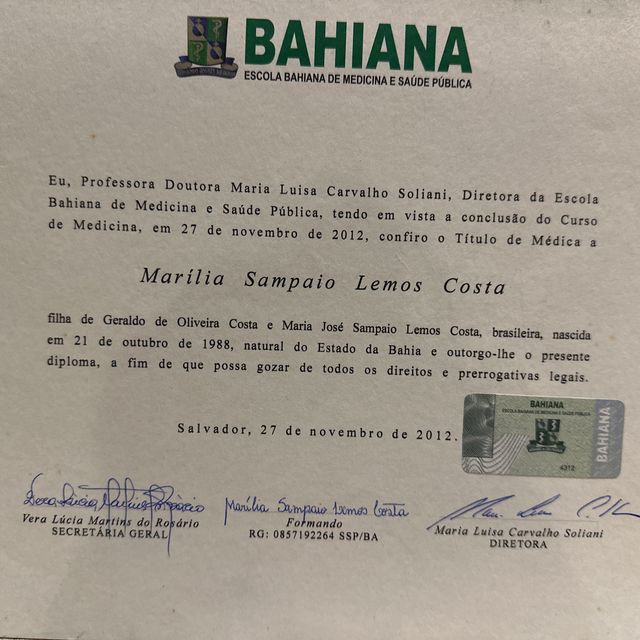 BAHIANA
ESCOLA BAHIANA DE MEDICINA E SAÚDE PÚBLICA
Eu, Professora Doutora Maria Luisa Carvalho Soliani, Diretora da Escola
Bahiana de Medicina e Saúde Pública, tendo em vista a conclusão do Curso
de Medicina, em 27 de novembro de 2012, confiro o Título de Médica a
Marília Sampaio Lemos Costa
filha de Geraldo de Oliveira Costa e Maria José Sampaio Lemos Costa, brasileira, nascida
em 21 de outubro de 1988, natural do Estado da Bahia e outorgo-lhe o presente
diploma, a fim de que possa gozar de todos os direitos e prerrogativas legais.
BAHIANA
ESCOLA BAHIANA DE MEDICINA E SAÚDE PÚBLICA
BAHIANA
4312
Salvador, 27 de novembro de 2012.
Marília Sampaio Lemos Costa
Vera Lúcia Martins do Rosário
SECRETÁRIA GERAL
Formando
RG: 0857192264 SSP/BA
Maria Luisa Carvalho Soliani
DIRETORA